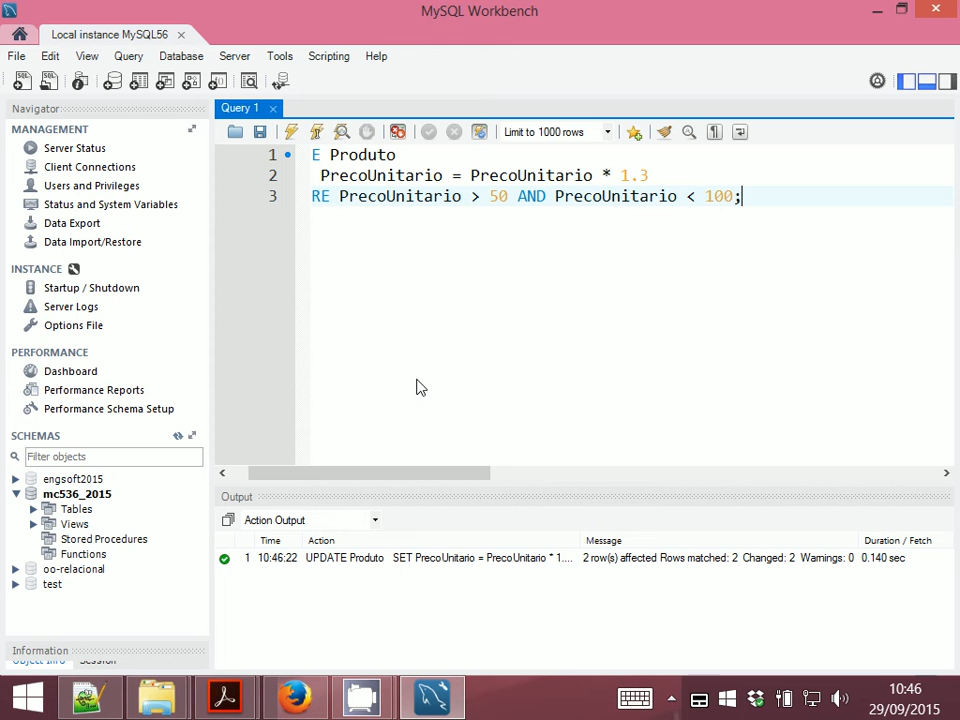 MySQL Workbench
Local instance MySQL56
File Edit View Query Database Server Tools Scripting Help
Navigator
MANAGEMENT
Server Status
Client Connections
Users and Privileges
Status and System Variables
Data Export
Data Import/Restore
INSTANCE
Startup / Shutdown
Server Logs
Options File
PERFORMANCE
Dashboard
Performance Reports
Performance Schema Setup
SCHEMAS
Filter objects
engsoft2015
mc536_2015
Tables
Views
Stored Procedures
Functions
oo-relacional
test
Information
Object Info Session
Query 1
Limit to 1000 rows
1 E Produto
2 PrecoUnitario = PrecoUnitario * 1.3
3 RE PrecoUnitario > 50 AND PrecoUnitario < 100;
Output
Action Output
Time Action Message Duration / Fetch
1 10:46:22 UPDATE Produto SET PrecoUnitario = PrecoUnitario * 1.... 2 row(s) affected Rows matched: 2 Changed: 2 Warnings: 0 0.140 sec
10:46
29/09/2015